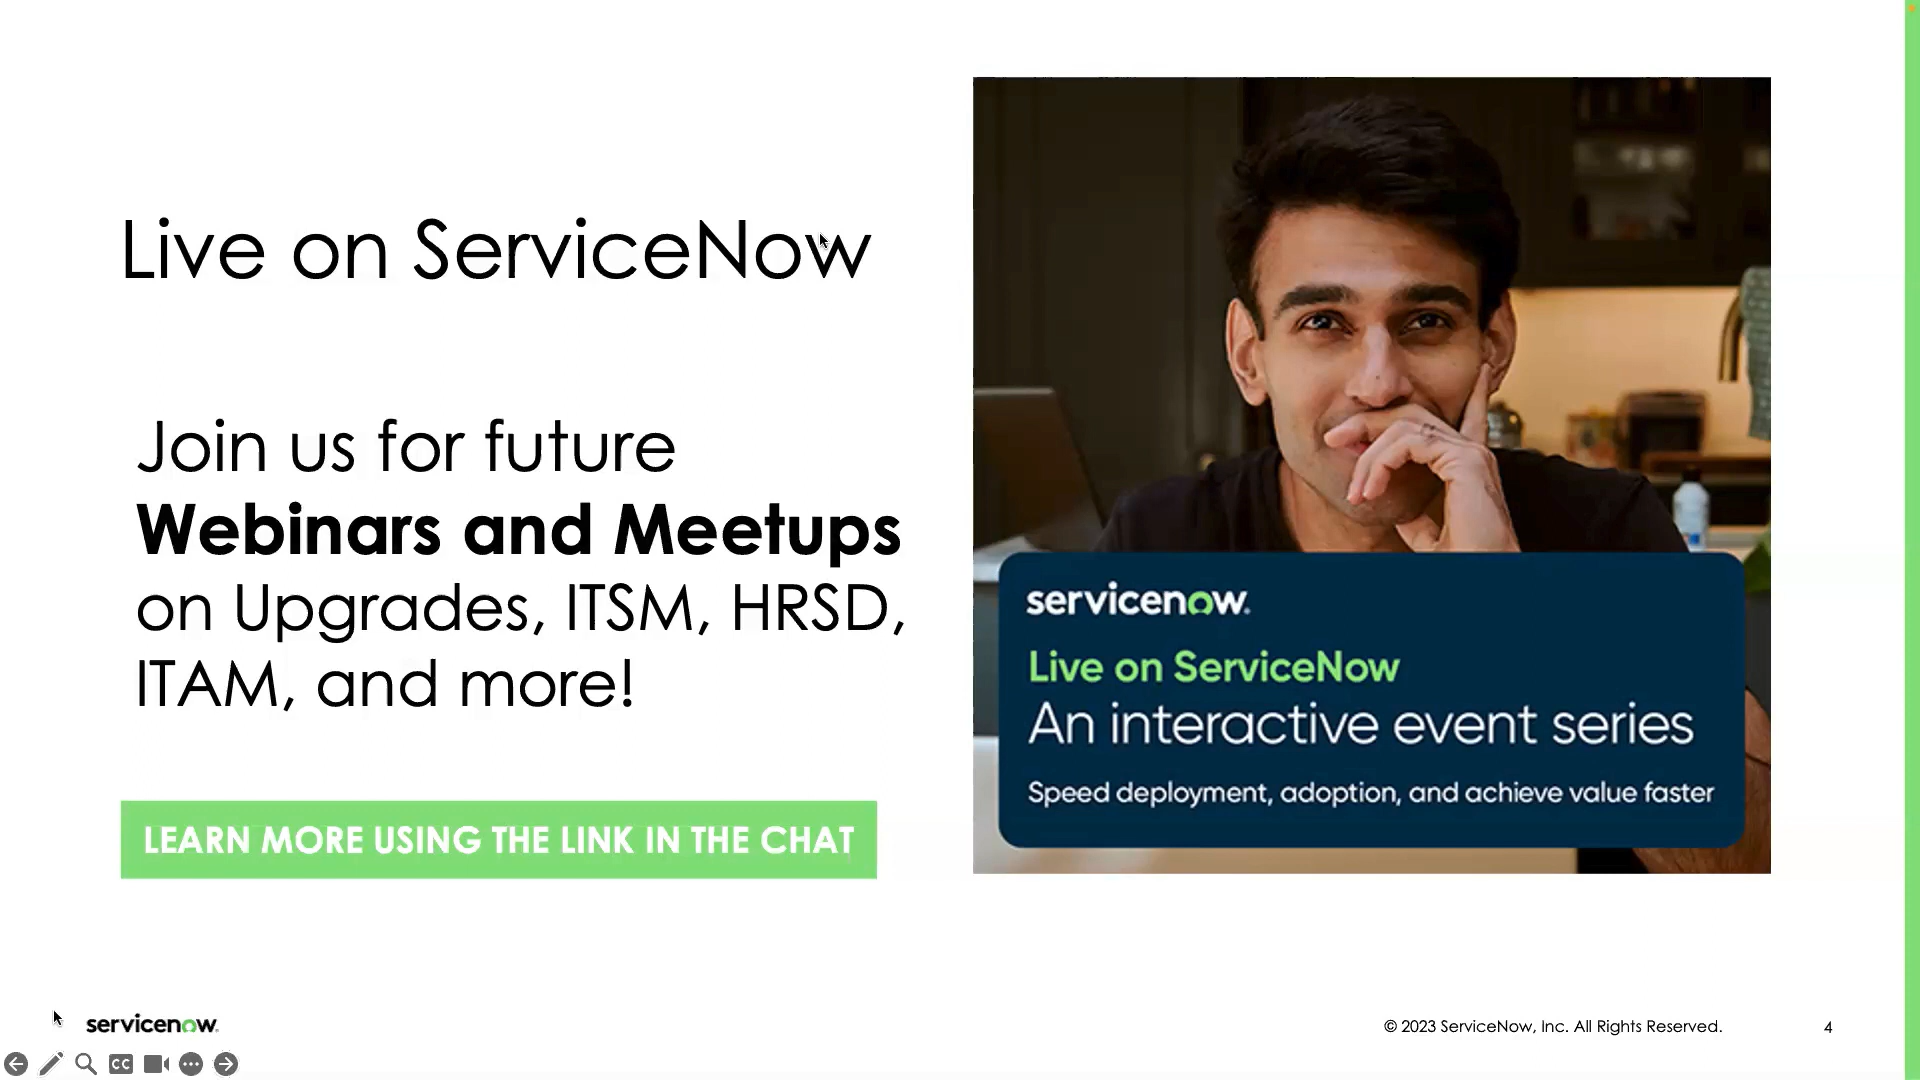 Live on ServiceNow
Join us for future
Webinars and Meetups
on Upgrades, ITSM, HRSD,
ITAM, and more!
LEARN MORE USING THE LINK IN THE CHAT
servicenow.
Live on ServiceNow
An interactive event series
Speed deployment, adoption, and achieve value faster
servicenow.
© 2023 ServiceNow, Inc. All Rights Reserved.
4
CC